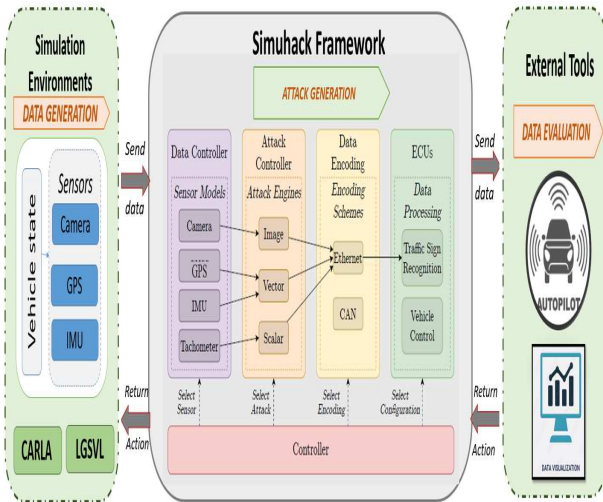 Simulation
Environments
DATA GENERATION
Vehicle state
Sensors
Camera
GPS
IMU
CARLA
LGSVL
Send
data
Return
Action
Simuhack Framework
ATTACK GENERATION
Data Controller
Sensor Models
Camera
GPS
IMU
Tachometer
Attack
Controller
Attack Engines
Image
Vector
Scalar
Data
Encoding
Encoding
Schemes
Ethernet
CAN
ECUs
Data
Processing
Traffic Sign
Recognition
Vehicle
Control
Select
Sensor
Select
Attack
Select
Encoding
Select
Configuration
Controller
Send
data
Return
Action
External Tools
DATA EVALUATION
AUTOPILOT
DATA VISUALIZATION